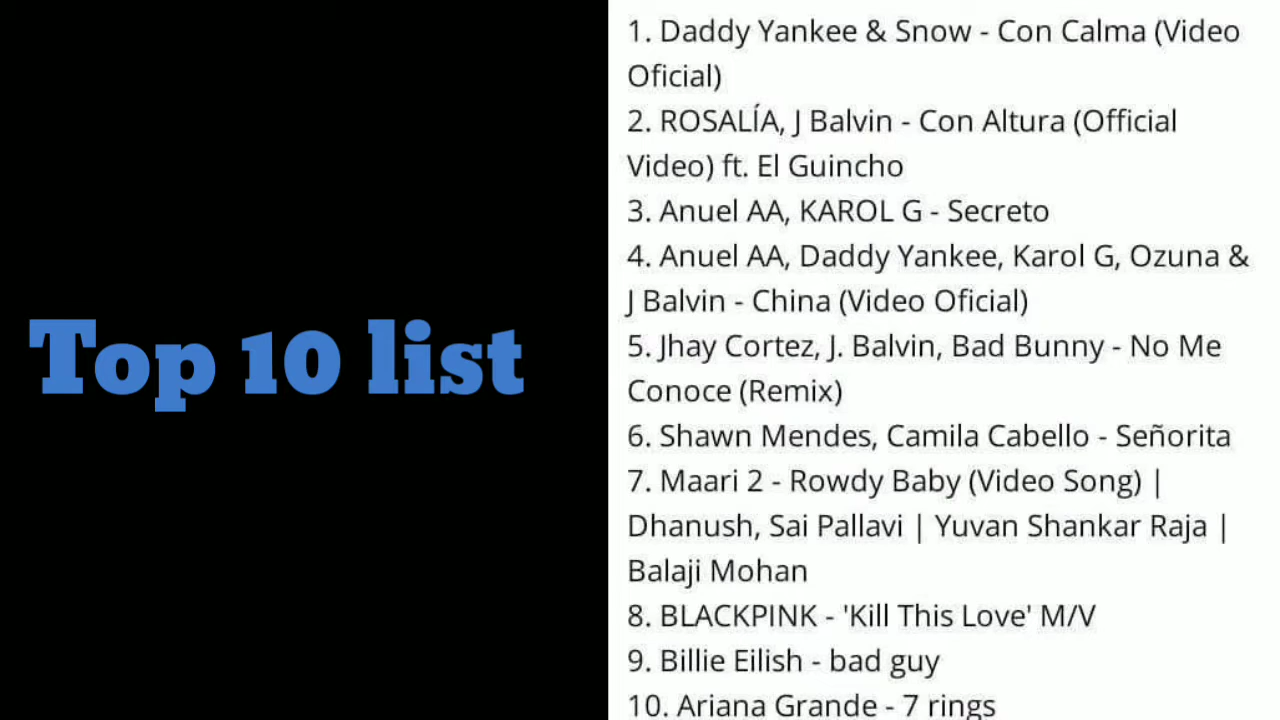 Top 10 list
1. Daddy Yankee & Snow - Con Calma (Video
Oficial)
2. ROSALÍA, J Balvin - Con Altura (Official
Video) ft. El Guincho
3. Anuel AA, KAROL G - Secreto
4. Anuel AA, Daddy Yankee, Karol G, Ozuna &
J Balvin - China (Video Oficial)
5. Jhay Cortez, J. Balvin, Bad Bunny - No Me
Conoce (Remix)
6. Shawn Mendes, Camila Cabello - Señorita
7. Maari 2 - Rowdy Baby (Video Song) |
Dhanush, Sai Pallavi | Yuvan Shankar Raja |
Balaji Mohan
8. BLACKPINK - 'Kill This Love' M/V
9. Billie Eilish - bad guy
10. Ariana Grande - 7 rings